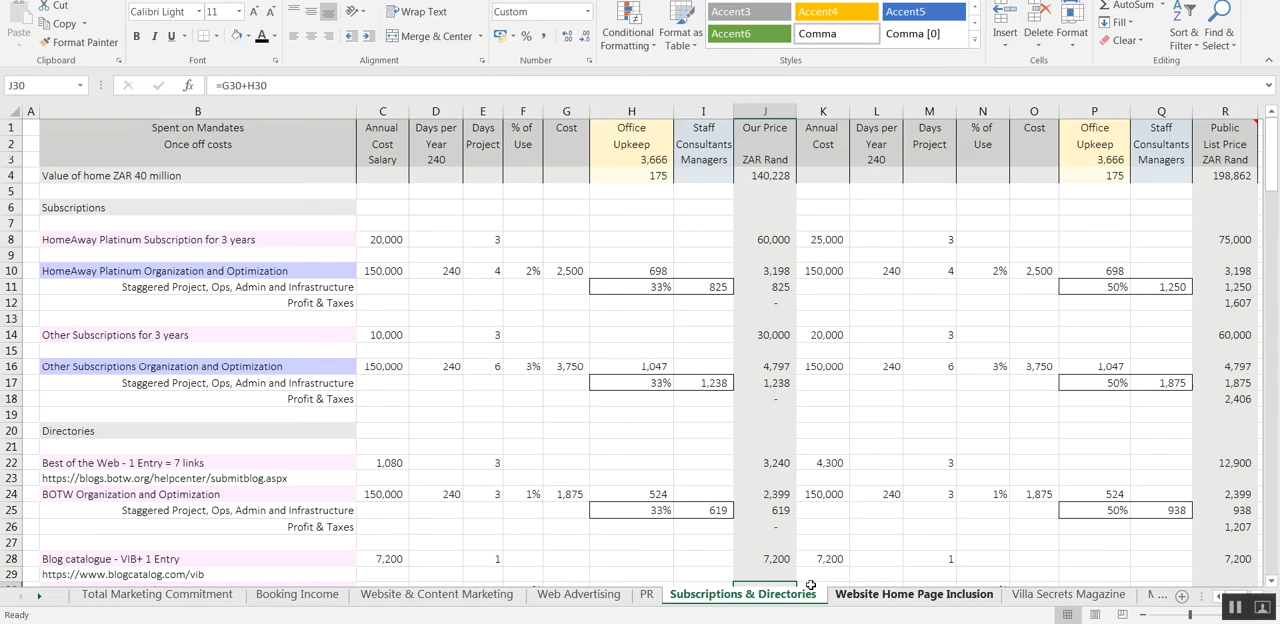 Cut
Copy
Paste
Format Painter
Clipboard
Calibri Light 11
B I U
Font
Wrap Text
Merge & Center
Alignment
Custom
%
Number
Conditional Formatting
Format as Table
Accent3 Accent4 Accent5
Accent6 Comma Comma [0]
Styles
Insert Delete Format
Cells
AutoSum
Fill
Clear
Sort & Filter
Find & Select
Editing
J30 fx =G30+H30
A B C D E F G H I J K L M N O P Q R
1 Spent on Mandates Annual Days per Days % of Cost Office Staff Our Price Annual Days per Days % of Cost Office Staff Public
2 Once off costs Cost Year Project Use Upkeep Consultants Cost Year Project Use Upkeep Consultants List Price
3 Salary 240 3,666 Managers ZAR Rand 240 3,666 Managers ZAR Rand
4 Value of home ZAR 40 million 175 140,228 175 198,862
5
6 Subscriptions
7
8 HomeAway Platinum Subscription for 3 years 20,000 3 60,000 25,000 3 75,000
9
10 HomeAway Platinum Organization and Optimization 150,000 240 4 2% 2,500 698 3,198 150,000 240 4 2% 2,500 698 3,198
11 Staggered Project, Ops, Admin and Infrastructure 33% 825 825 50% 1,250 1,250
12 Profit & Taxes - 1,607
13
14 Other Subscriptions for 3 years 10,000 3 30,000 20,000 3 60,000
15
16 Other Subscriptions Organization and Optimization 150,000 240 6 3% 3,750 1,047 4,797 150,000 240 6 3% 3,750 1,047 4,797
17 Staggered Project, Ops, Admin and Infrastructure 33% 1,238 1,238 50% 1,875 1,875
18 Profit & Taxes - 2,406
19
20 Directories
21
22 Best of the Web - 1 Entry = 7 links 1,080 3 3,240 4,300 3 12,900
23 https://blogs.botw.org/helpcenter/submitblog.aspx
24 BOTW Organization and Optimization 150,000 240 3 1% 1,875 524 2,399 150,000 240 3 1% 1,875 524 2,399
25 Staggered Project, Ops, Admin and Infrastructure 33% 619 619 50% 938 938
26 Profit & Taxes - 1,207
27
28 Blog catalogue - VIB+ 1 Entry 7,200 1 7,200 7,200 1 7,200
29 https://www.blogcatalog.com/vib
Total Marketing Commitment Booking Income Website & Content Marketing Web Advertising PR Subscriptions & Directories Website Home Page Inclusion Villa Secrets Magazine M ...
Ready